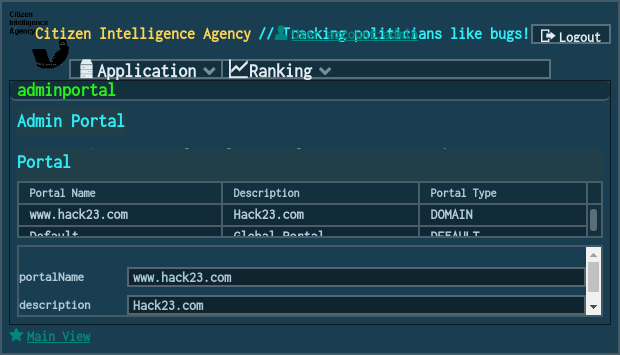 Citizen
Intelligence
Agency
Citizen Intelligence Agency // Tracking politicians like bugs!
Logout
Application
Ranking
adminportal
Admin Portal
Portal
Portal Name Description Portal Type
www.hack23.com Hack23.com DOMAIN
Default Global Portal DEFAULT
portalName www.hack23.com
description Hack23.com
Main View